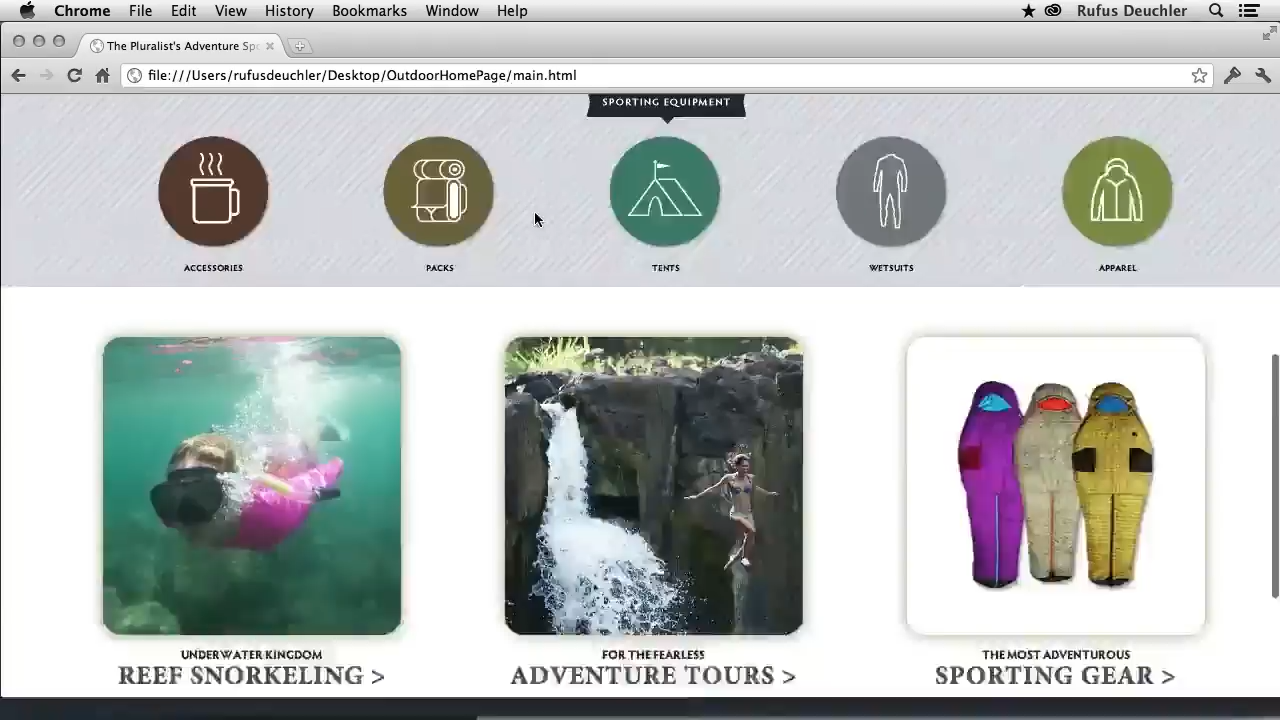 Chrome File Edit View History Bookmarks Window Help Rufus Deuchler
The Pluralist's Adventure Spo
file:///Users/rufusdeuchler/Desktop/OutdoorHomePage/main.html
SPORTING EQUIPMENT
ACCESSORIES PACKS TENTS WETSUITS APPAREL
UNDERWATER KINGDOM
REEF SNORKELING >
FOR THE FEARLESS
ADVENTURE TOURS >
THE MOST ADVENTUROUS
SPORTING GEAR >